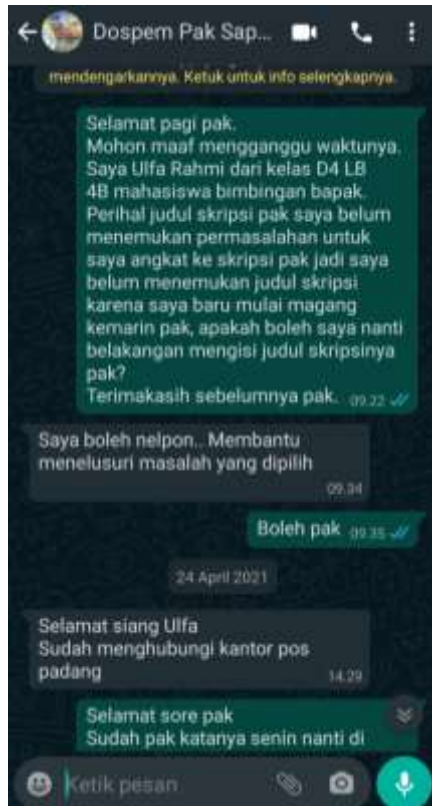 Dospem Pak Sap...
mendengarkannya. Ketuk untuk info selengkapnya.
Selamat pagi pak.
Mohon maaf mengganggu waktunya.
Saya Ulfa Rahmi dari kelas D4 LB
4B mahasiswa bimbingan bapak.
Perihal judul skripsi pak saya belum
menemukan permasalahan untuk
saya angkat ke skripsi pak jadi saya
belum menemukan judul skripsi
karena saya baru mulai magang
kemarin pak, apakah boleh saya nanti
belakangan mengisi judul skripsinya
pak?
Terimakasih sebelumnya pak. 09.22
Saya boleh nelpon.. Membantu
menelusuri masalah yang dipilih
09.34
Boleh pak 09.35
24 April 2021
Selamat siang Ulfa
Sudah menghubungi kantor pos
padang 14.29
Selamat sore pak
Sudah pak katanya senin nanti di
Ketik pesan